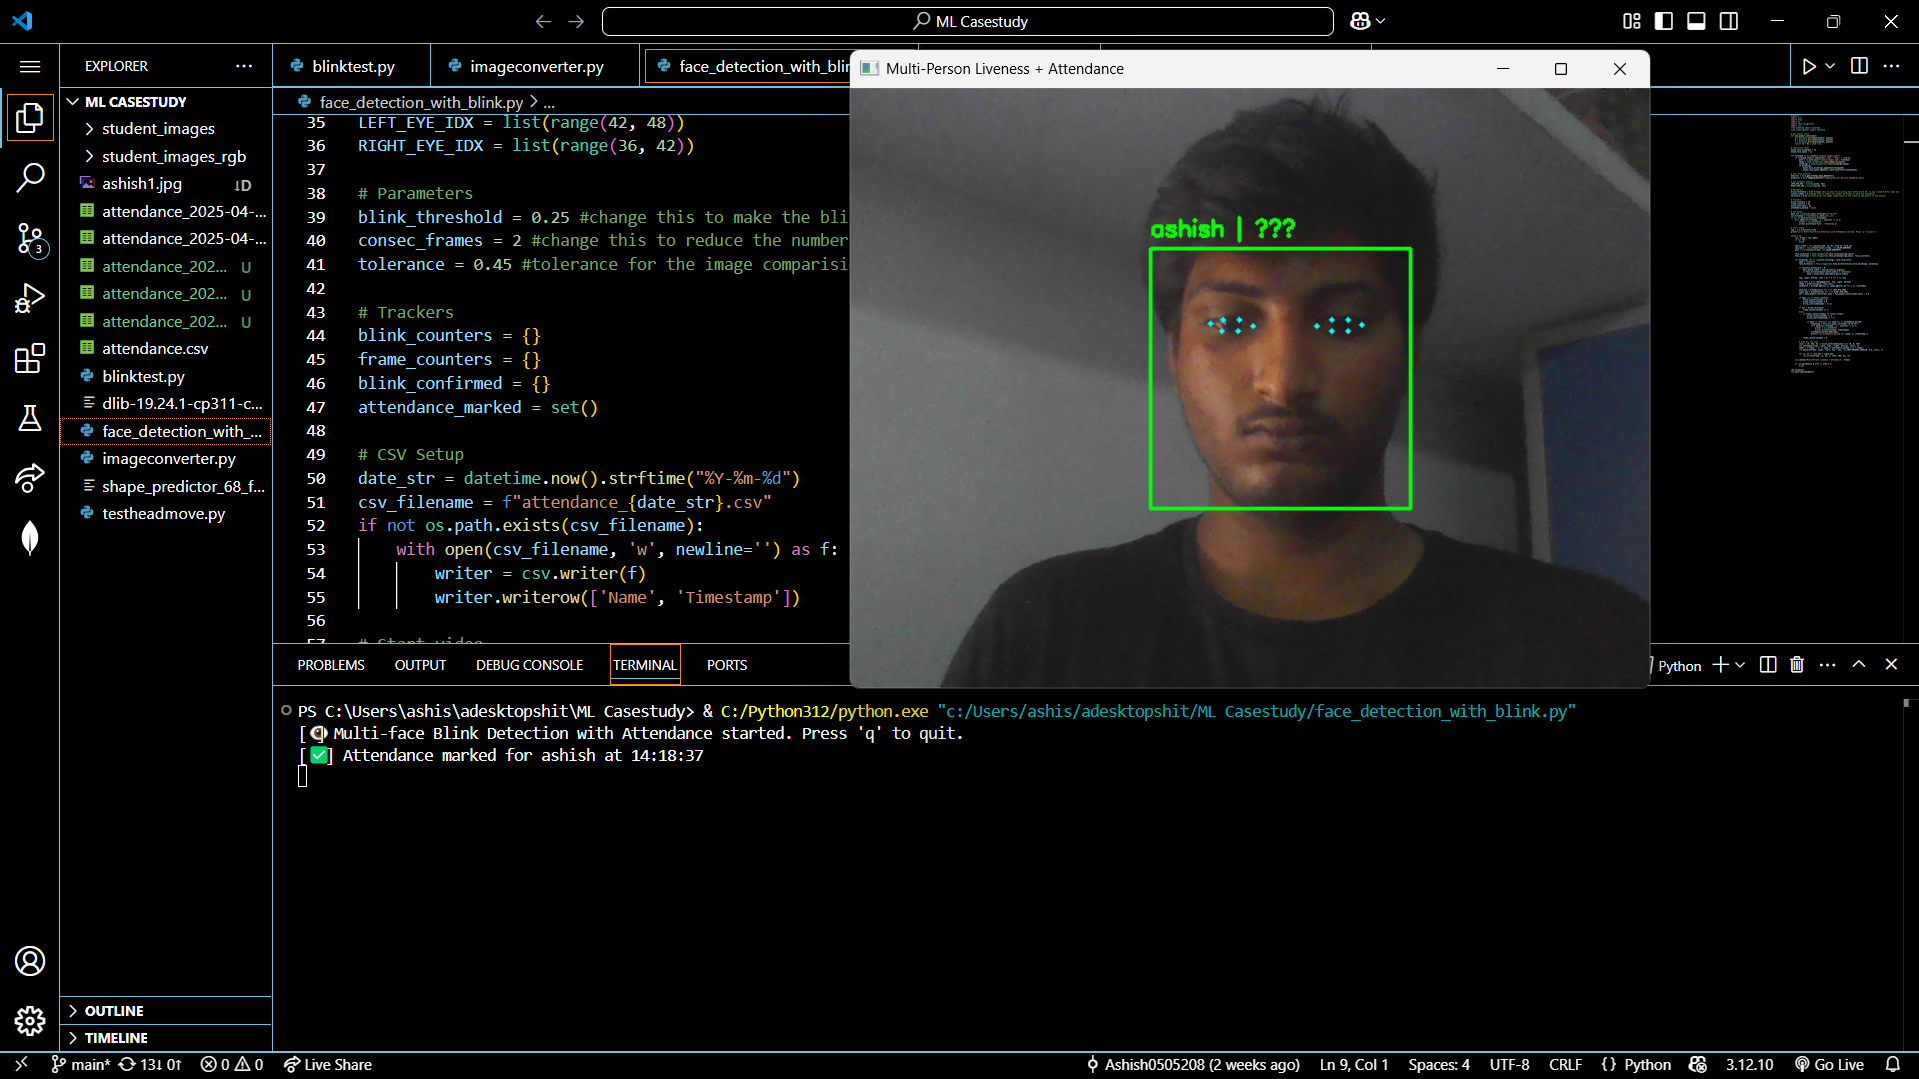 ML Casestudy
EXPLORER
ML CASESTUDY
student_images
student_images_rgb
ashish1.jpg
↓D
attendance_2025-04-...
attendance_2025-04-...
attendance_202... U
attendance_202... U
attendance_202... U
attendance.csv
blinktest.py
dlib-19.24.1-cp311-c...
face_detection_with_...
imageconverter.py
shape_predictor_68_f...
testheadmove.py
OUTLINE
TIMELINE
3
blinktest.py
imageconverter.py
face_detection_with_blin
face_detection_with_blink.py > ...
35 LEFT_EYE_IDX = list(range(42, 48))
36 RIGHT_EYE_IDX = list(range(36, 42))
37
38 # Parameters
39 blink_threshold = 0.25 #change this to make the bli
40 consec_frames = 2 #change this to reduce the number
41 tolerance = 0.45 #tolerance for the image comparisi
42
43 # Trackers
44 blink_counters = {}
45 frame_counters = {}
46 blink_confirmed = {}
47 attendance_marked = set()
48
49 # CSV Setup
50 date_str = datetime.now().strftime("%Y-%m-%d")
51 csv_filename = f"attendance_{date_str}.csv"
52 if not os.path.exists(csv_filename):
53 with open(csv_filename, 'w', newline='') as f:
54 writer = csv.writer(f)
55 writer.writerow(['Name', 'Timestamp'])
56
57 # Start video
Multi-Person Liveness + Attendance
ashish | ???
PROBLEMS OUTPUT DEBUG CONSOLE TERMINAL PORTS
Python
PS C:\Users\ashis\adesktopshit\ML Casestudy> & C:/Python312/python.exe "c:/Users/ashis/adesktopshit/ML Casestudy/face_detection_with_blink.py"
[👁 Multi-face Blink Detection with Attendance started. Press 'q' to quit.
[✅] Attendance marked for ashish at 14:18:37
main* 13↓ 0↑ 0 0 Live Share
Ashish0505208 (2 weeks ago) Ln 9, Col 1 Spaces: 4 UTF-8 CRLF {} Python 3.12.10 Go Live